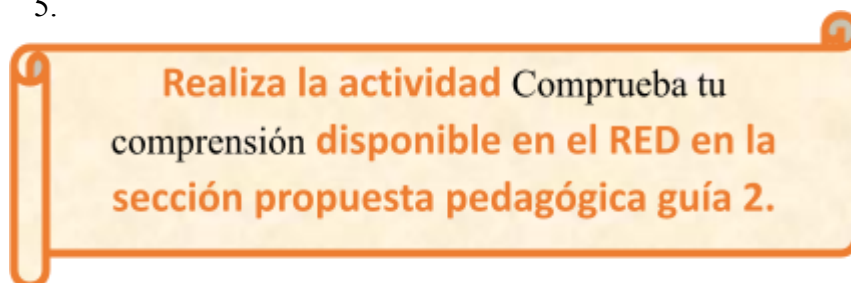 5.
Realiza la actividad Comprueba tu
comprensión disponible en el RED en la
sección propuesta pedagógica guía 2.